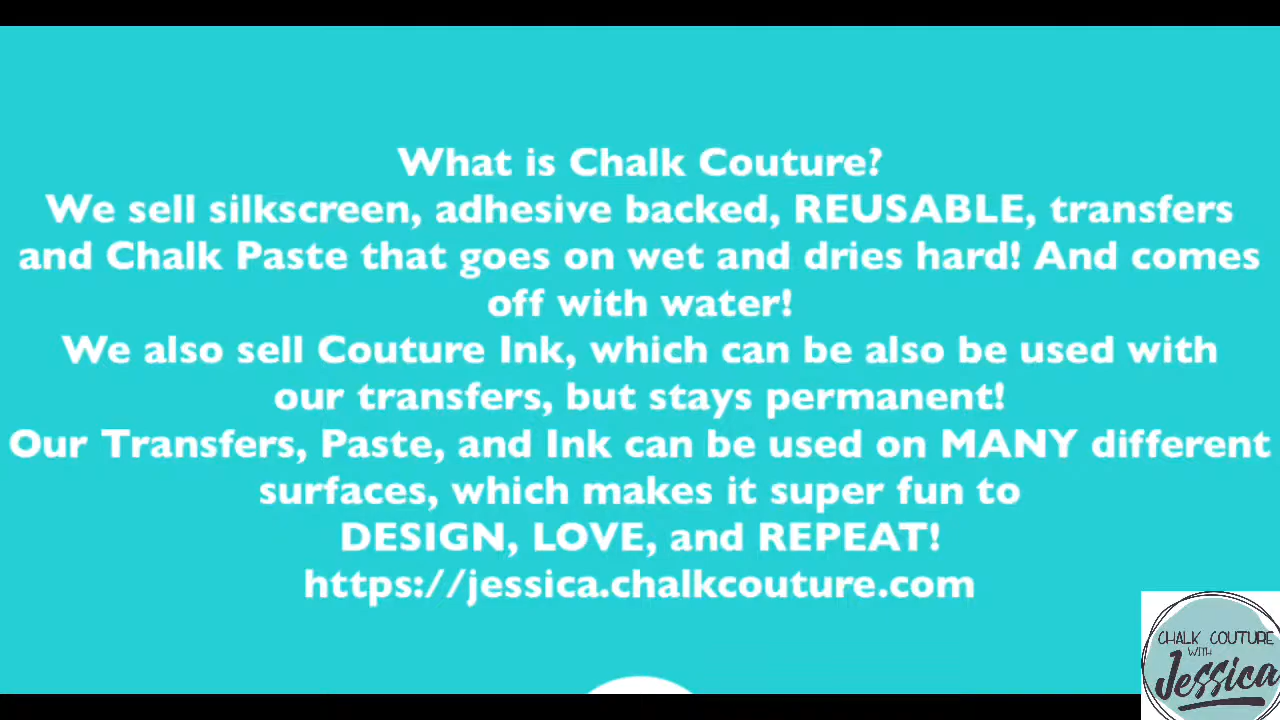 What is Chalk Couture?
We sell silkscreen, adhesive backed, REUSABLE, transfers
and Chalk Paste that goes on wet and dries hard! And comes
off with water!
We also sell Couture Ink, which can be also be used with
our transfers, but stays permanent!
Our Transfers, Paste, and Ink can be used on MANY different
surfaces, which makes it super fun to
DESIGN, LOVE, and REPEAT!
https://jessica.chalkcouture.com
CHALK COUTURE
WITH
Jessica